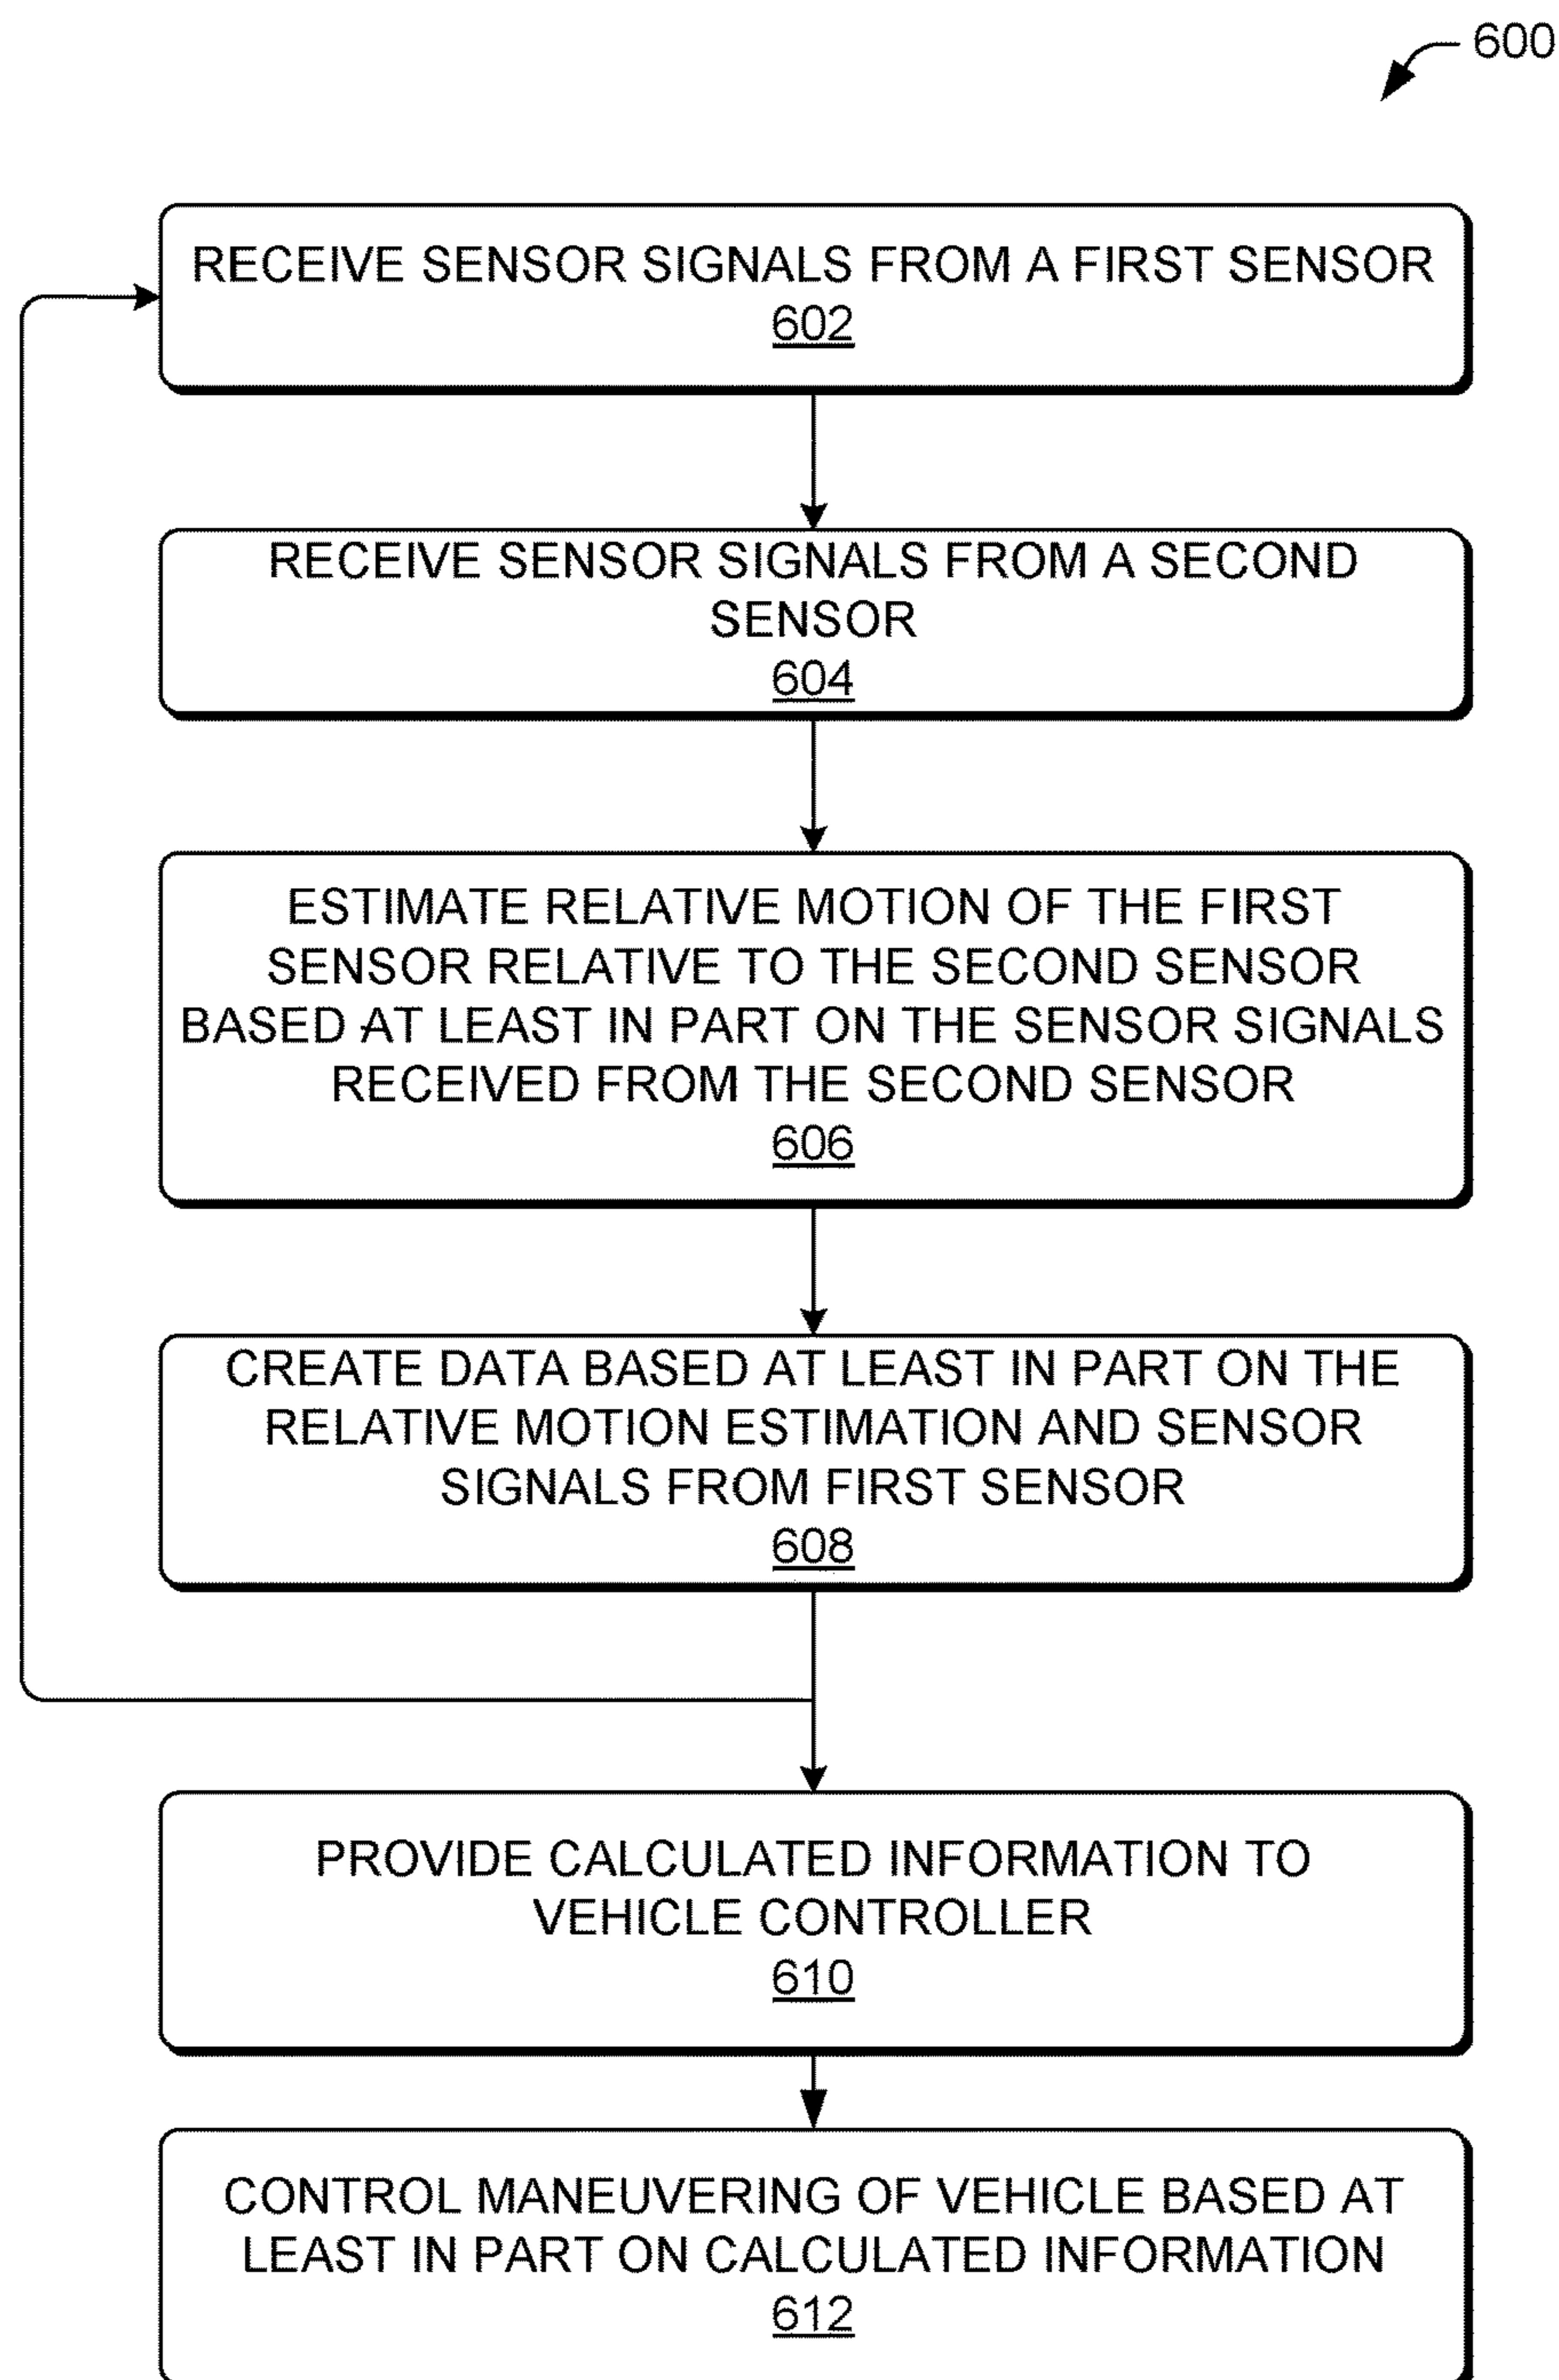 600
RECEIVE SENSOR SIGNALS FROM A FIRST SENSOR
602
RECEIVE SENSOR SIGNALS FROM A SECOND
SENSOR
604
ESTIMATE RELATIVE MOTION OF THE FIRST
SENSOR RELATIVE TO THE SECOND SENSOR
BASED AT LEAST IN PART ON THE SENSOR SIGNALS
RECEIVED FROM THE SECOND SENSOR
606
CREATE DATA BASED AT LEAST IN PART ON THE
RELATIVE MOTION ESTIMATION AND SENSOR
SIGNALS FROM FIRST SENSOR
608
PROVIDE CALCULATED INFORMATION TO
VEHICLE CONTROLLER
610
CONTROL MANEUVERING OF VEHICLE BASED AT
LEAST IN PART ON CALCULATED INFORMATION
612